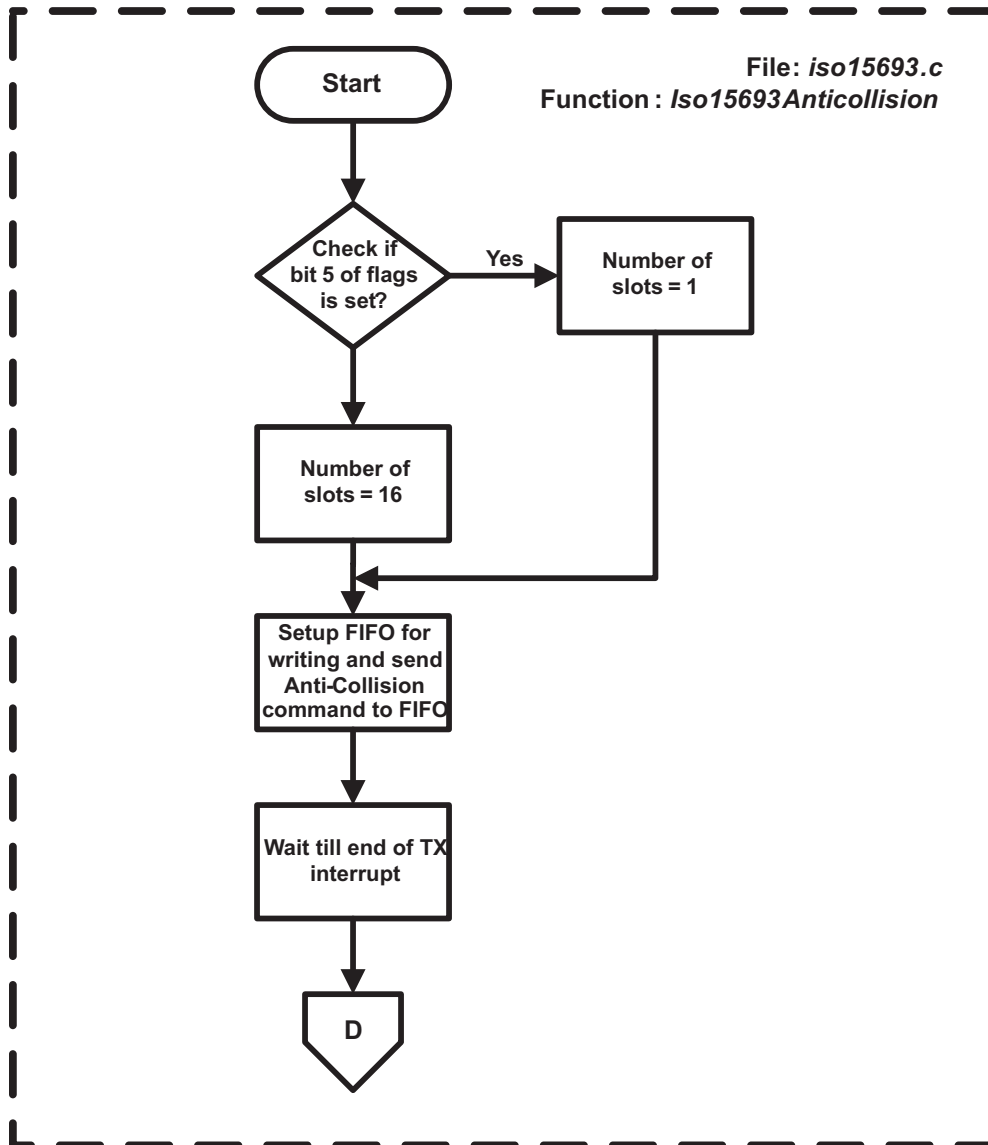 File: iso15693.c
Function : Iso15693Anticollision
Start
Check if
bit 5 of flags
is set?
Yes
Number of
slots = 1
Number of
slots = 16
Setup FIFO for
writing and send
Anti-Collision
command to FIFO
Wait till end of TX
interrupt
D